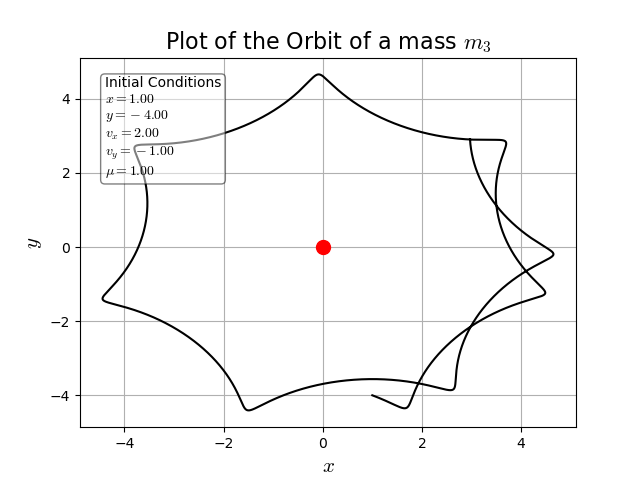 Plot of the Orbit of a mass m₃
Initial Conditions
x = 1.00
y = −4.00
vₓ = 2.00
v_y = −1.00
μ = 1.00
4
2
0
−2
−4
y
−4 −2 0 2 4
x